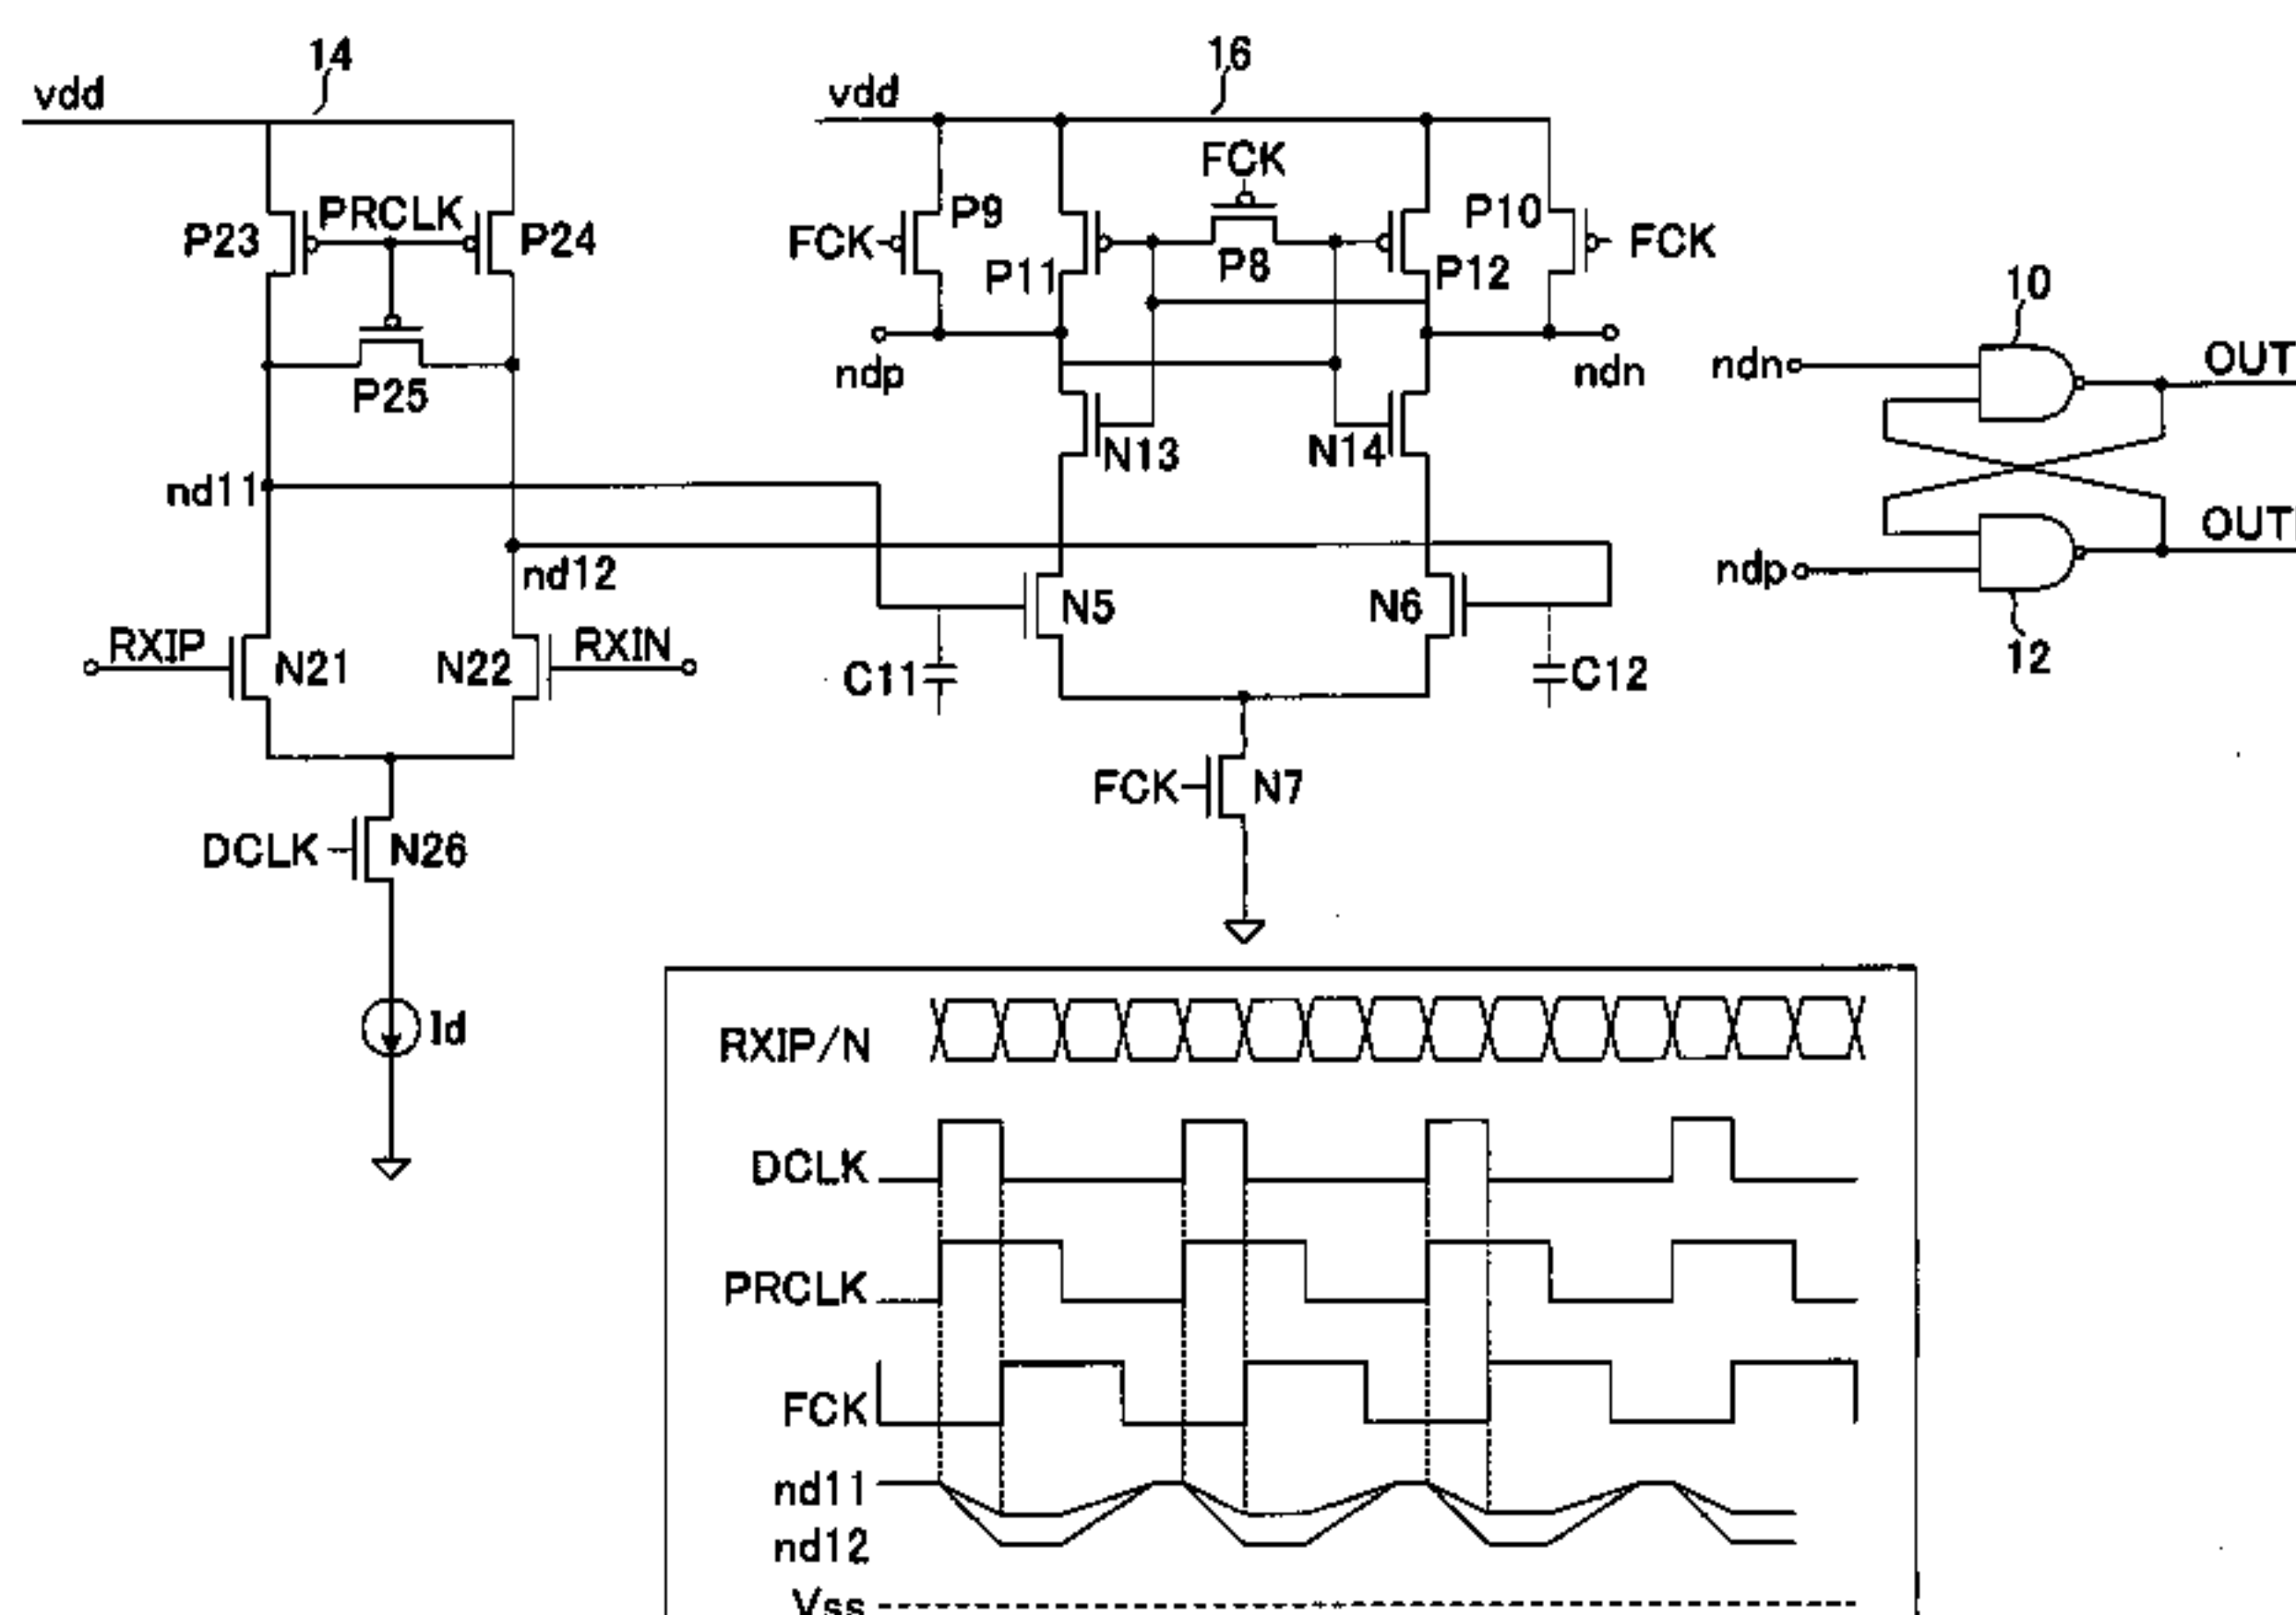 14
vdd
P23
PRCLK
P24
P25
nd11
nd12
RXIP
N21
N22
RXIN
DCLK
N26
Id
16
vdd
FCK
P9
P10
FCK
FCK
P11
P8
P12
ndp
ndn
N13
N14
N5
N6
C11
C12
FCK
N7
10
ndn
OUT
OUT
ndp
12
RXIP/N
DCLK
PRCLK
FCK
nd11
nd12
Vss